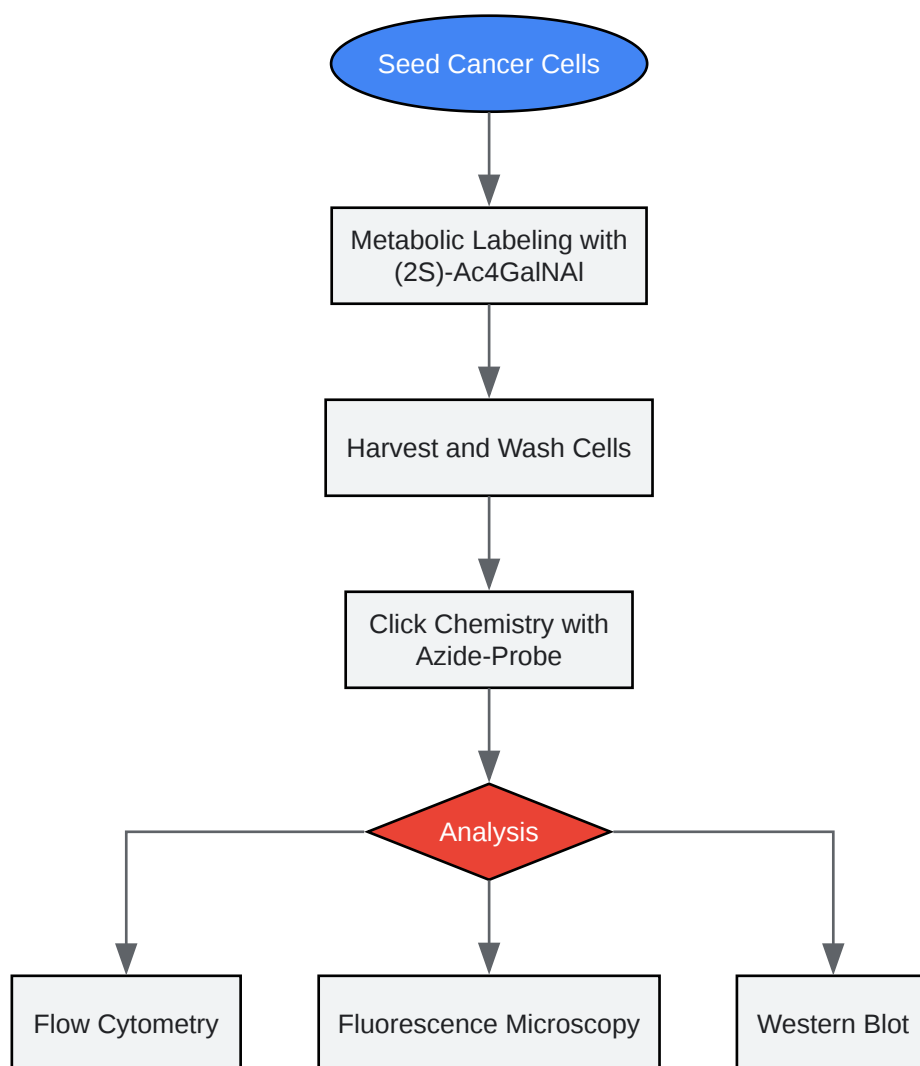 Seed Cancer Cells
Metabolic Labeling with
(2S)-Ac4GalNAl
Harvest and Wash Cells
Click Chemistry with
Azide-Probe
Analysis
Flow Cytometry
Fluorescence Microscopy
Western Blot